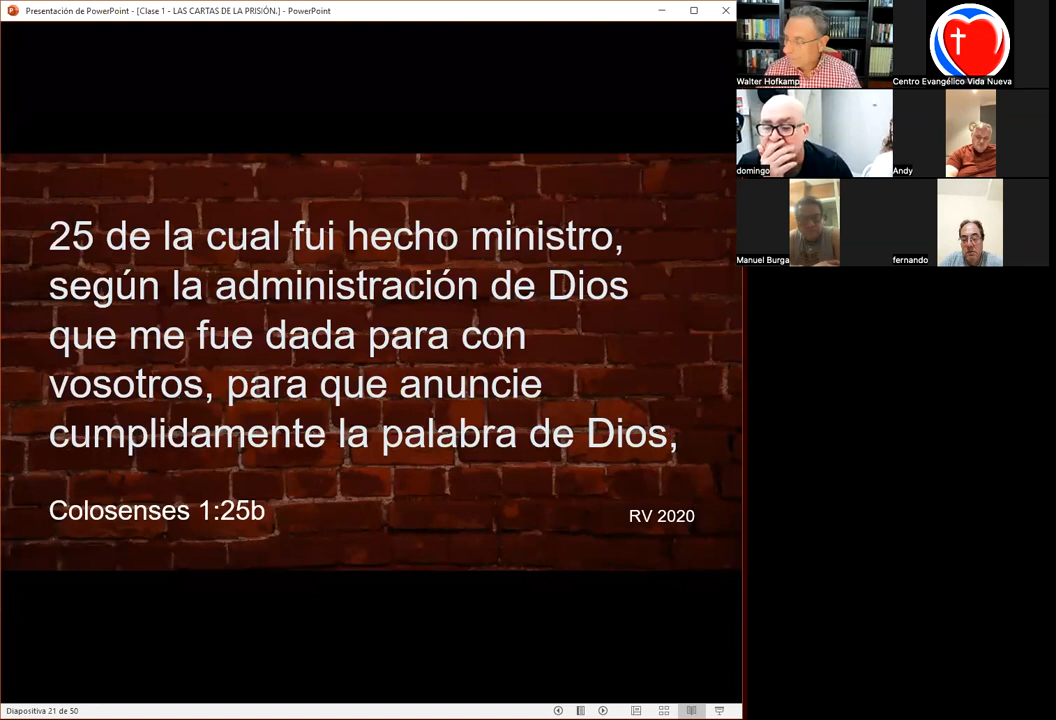 Presentación de PowerPoint - [Clase 1 - LAS CARTAS DE LA PRISIÓN.] - PowerPoint
25 de la cual fui hecho ministro,
según la administración de Dios
que me fue dada para con
vosotros, para que anuncie
cumplidamente la palabra de Dios,
Colosenses 1:25b
RV 2020
Diapositiva 21 de 50
Walter Hofkamp
Centro Evangélico Vida Nueva
domingo
Andy
Manuel Burga
fernando